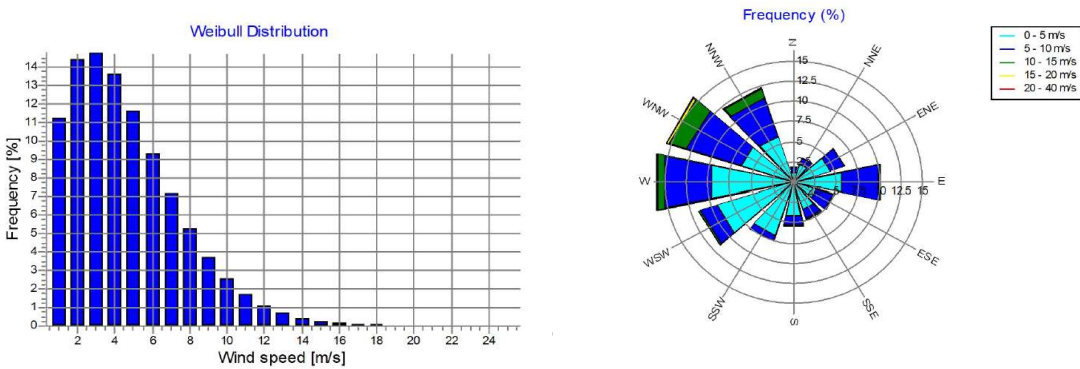 Weibull Distribution
Frequency [%]
14
13
12
11
10
9
8
7
6
5
4
3
2
1
0
2 4 6 8 10 12 14 16 18 20 22 24
Wind speed [m/s]
Frequency (%)
N
NNE
ENE
E
ESE
SSE
S
SSW
WSW
W
WNW
NNW
15
12.5
10
7.5
5
10 12.5 15
0 - 5 m/s
5 - 10 m/s
10 - 15 m/s
15 - 20 m/s
20 - 40 m/s